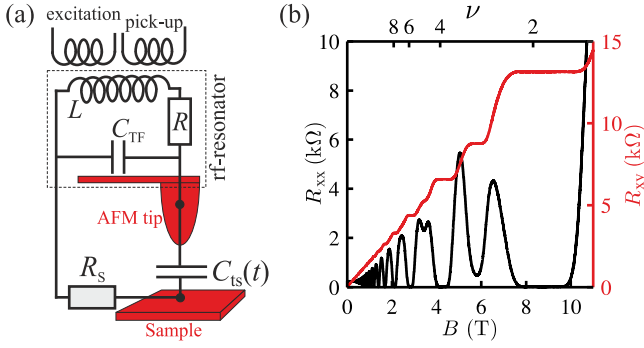 (a)
excitation
pick-up
L
R
C_TF
rf-resonator
AFM tip
C_ts(t)
R_S
Sample
(b)
ν
8 6 4 2
10
8
6
4
2
0
R_xx (kΩ)
15
10
5
0
R_xy (kΩ)
0 2 4 6 8 10
B (T)